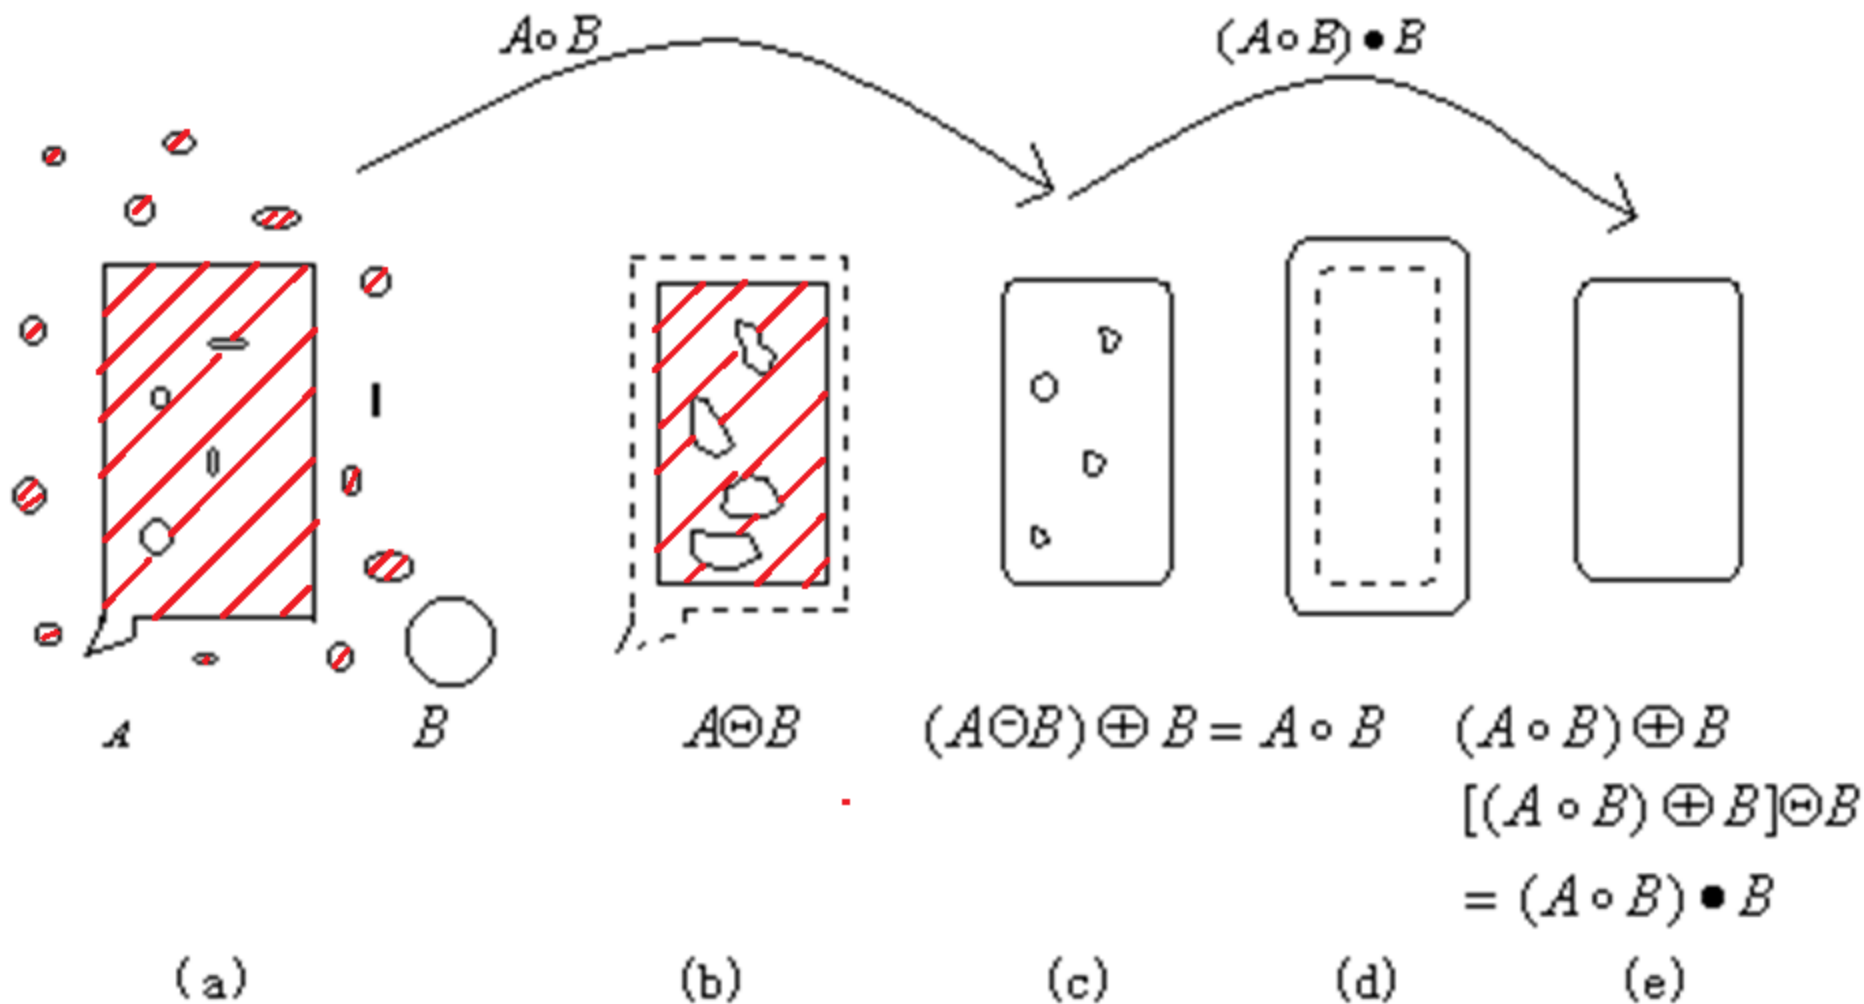 A∘B
(A∘B)•B
A B A⊖B (A⊖B)⊕B=A∘B (A∘B)⊕B
[(A∘B)⊕B]⊖B
=(A∘B)•B
(a) (b) (c) (d) (e)